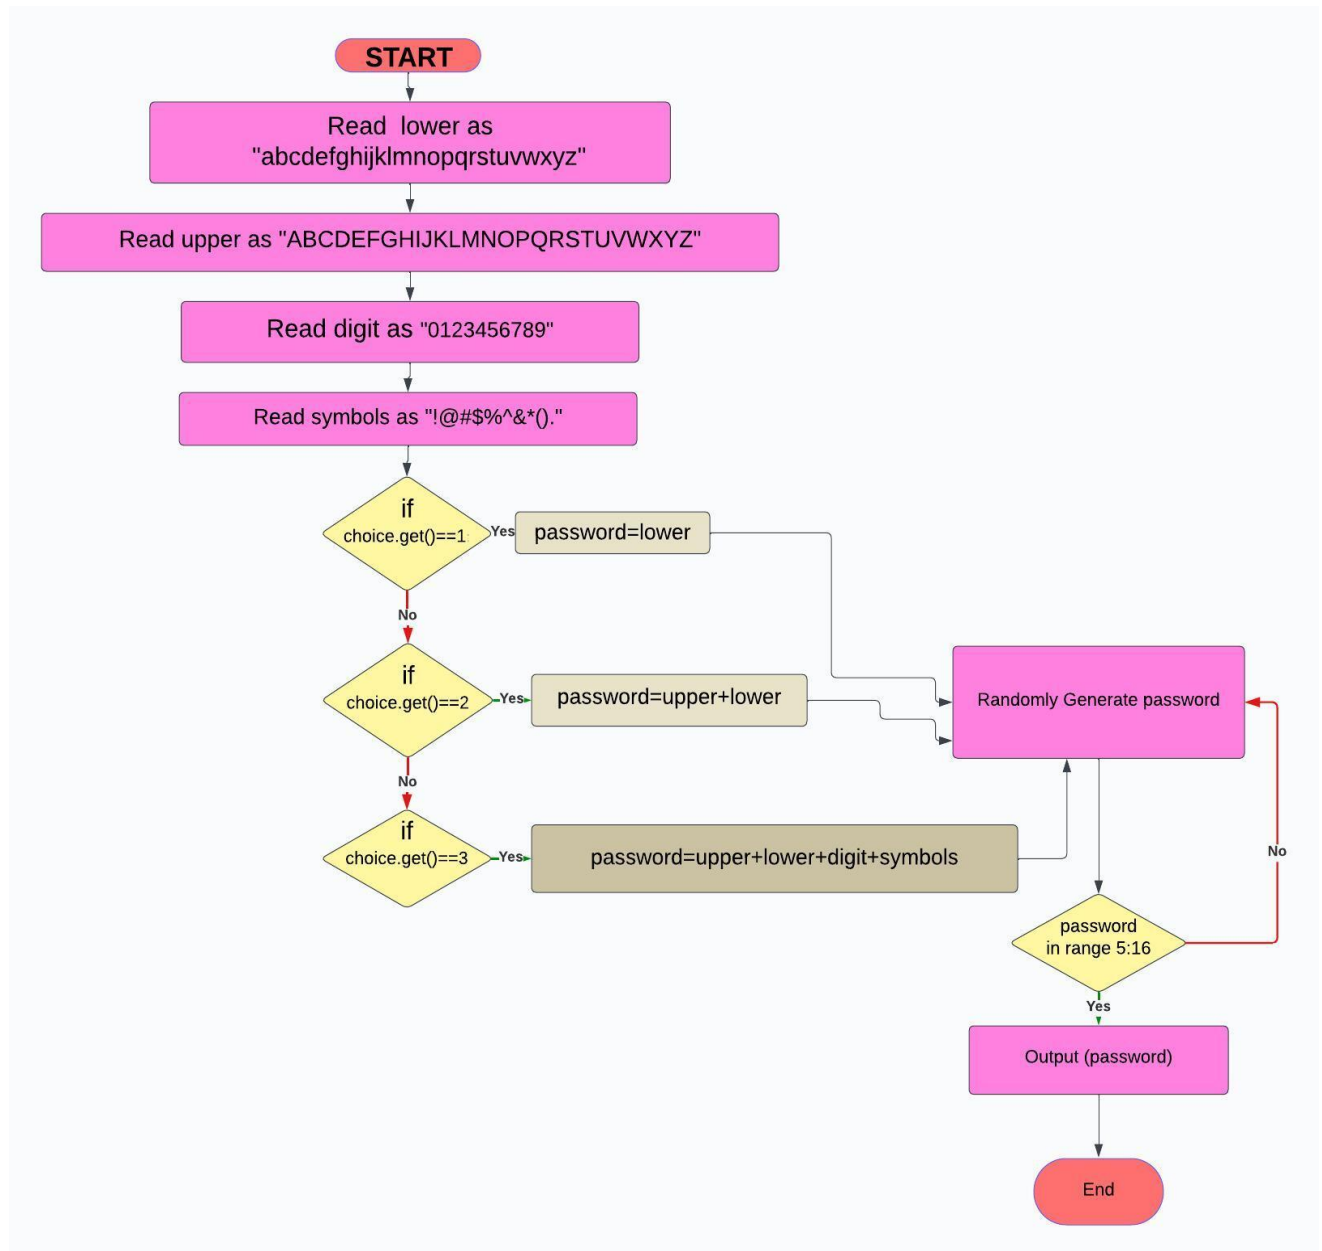 START
Read lower as
"abcdefghijklmnopqrstuvwxyz"
Read upper as "ABCDEFGHIJKLMNOPQRSTUVWXYZ"
Read digit as "0123456789"
Read symbols as "!@#$%^&*()."
if
choice.get()==1:
Yes
password=lower
No
if
choice.get()==2
Yes
password=upper+lower
Randomly Generate password
No
if
choice.get()==3
Yes
password=upper+lower+digit+symbols
No
password
in range 5:16
Yes
Output (password)
End